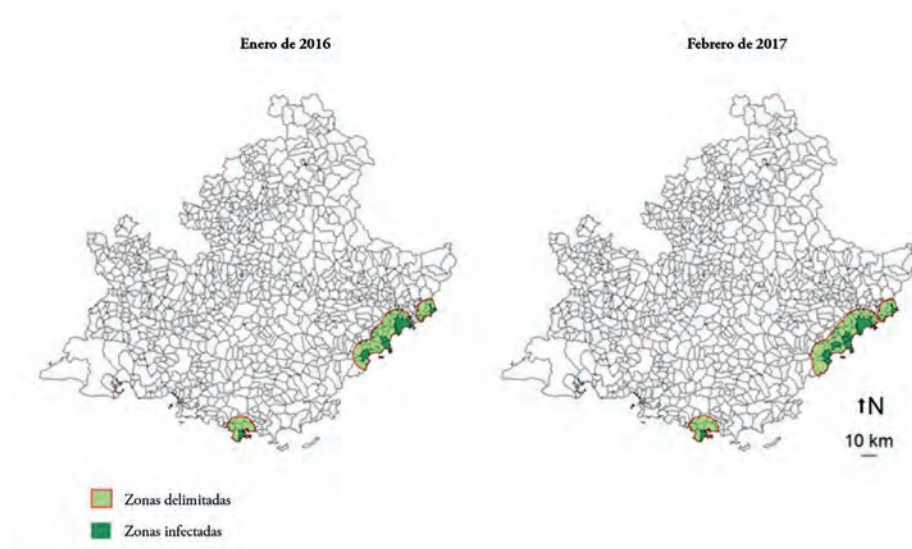 Enero de 2016
Febrero de 2017
↑N
10 km
Zonas delimitadas
Zonas infectadas